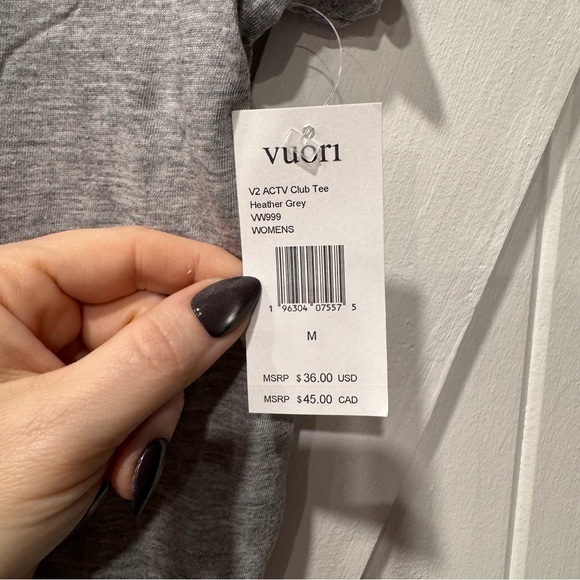 vuori
V2 ACTV Club Tee
Heather Grey
VW999
WOMENS
1 96304 07557 5
M
MSRP $36.00 USD
MSRP $45.00 CAD